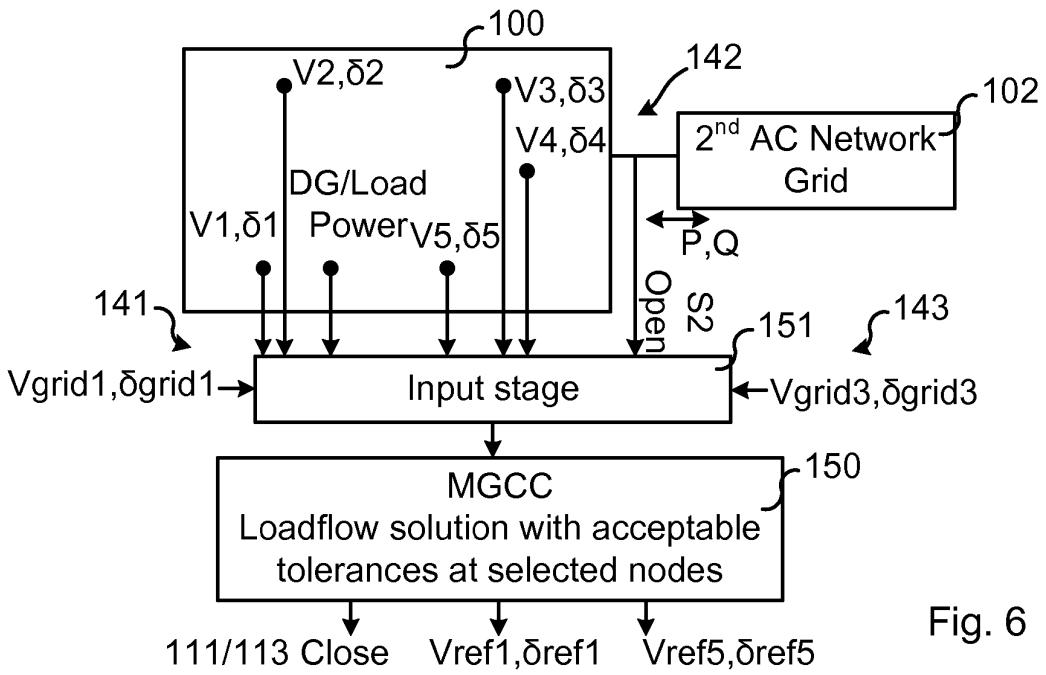 100
V2,δ2
V3,δ3
142
102
2nd AC Network
Grid
V4,δ4
DG/Load
Power
V1,δ1
V5,δ5
P,Q
S2
Open
141
151
143
Vgrid1,δgrid1
Input stage
Vgrid3,δgrid3
150
MGCC
Loadflow solution with acceptable
tolerances at selected nodes
111/113 Close
Vref1,δref1
Vref5,δref5
Fig. 6